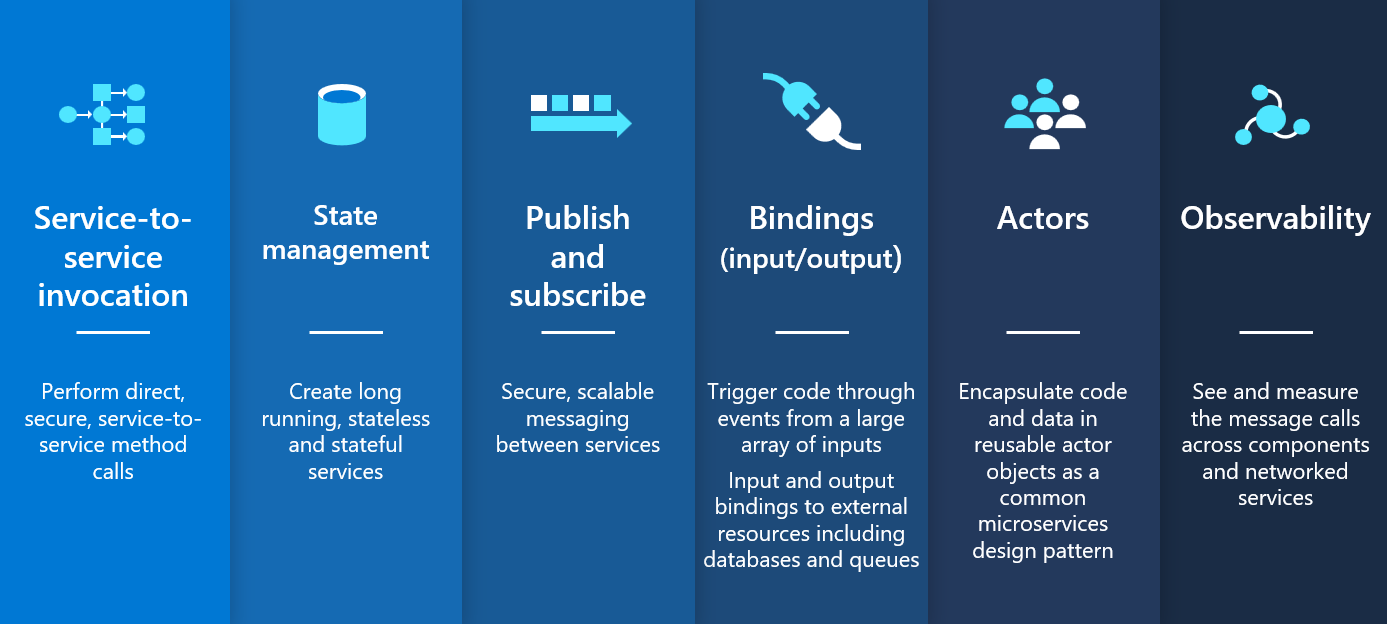 Service-to-
service
invocation
Perform direct,
secure, service-to-
service method
calls
State
management
Create long
running, stateless
and stateful
services
Publish
and
subscribe
Secure, scalable
messaging
between services
Bindings
(input/output)
Trigger code through
events from a large
array of inputs
Input and output
bindings to external
resources including
databases and queues
Actors
Encapsulate code
and data in
reusable actor
objects as a
common
microservices
design pattern
Observability
See and measure
the message calls
across components
and networked
services